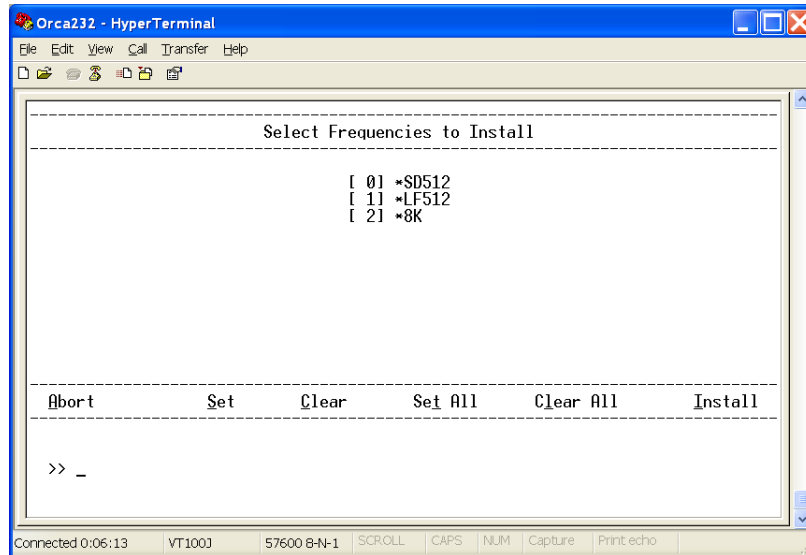 Orca232 - HyperTerminal
File Edit View Call Transfer Help
Select Frequencies to Install
[ 0] *SD512
[ 1] *LF512
[ 2] *8K
Abort Set Clear Set All Clear All Install
>> _
Connected 0:06:13 VT100J 57600 8-N-1 SCROLL CAPS NUM Capture Print echo